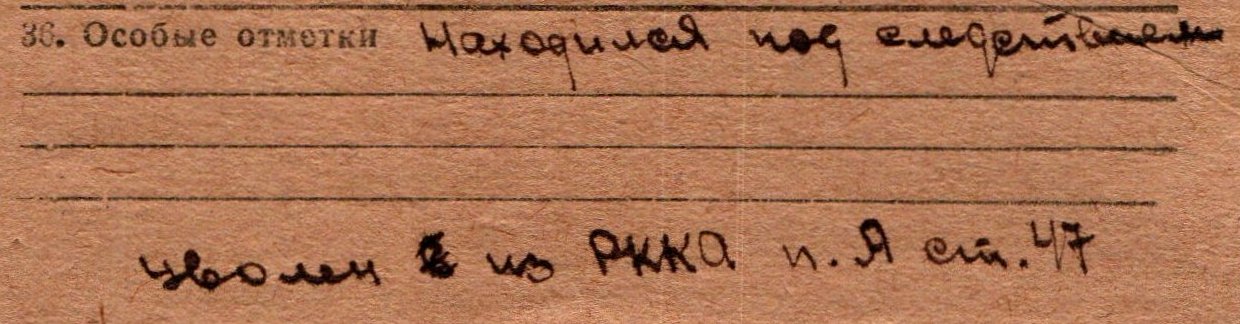 36. Особые отметки Находился под следствием
уволен из РККА п. Я ст. 47